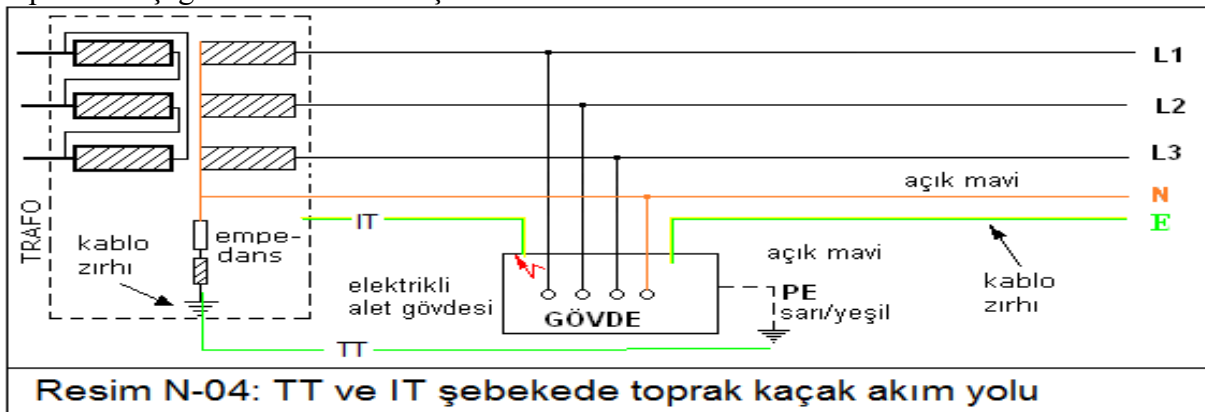 L1
L2
L3
açık mavi
N
E
IT
TRAFO
kablo
zırhı
empe-
dans
elektrikli
alet gövdesi
açık mavi
PE
sarı/yeşil
kablo
zırhı
GÖVDE
TT
Resim N-04: TT ve IT şebekede toprak kaçak akım yolu